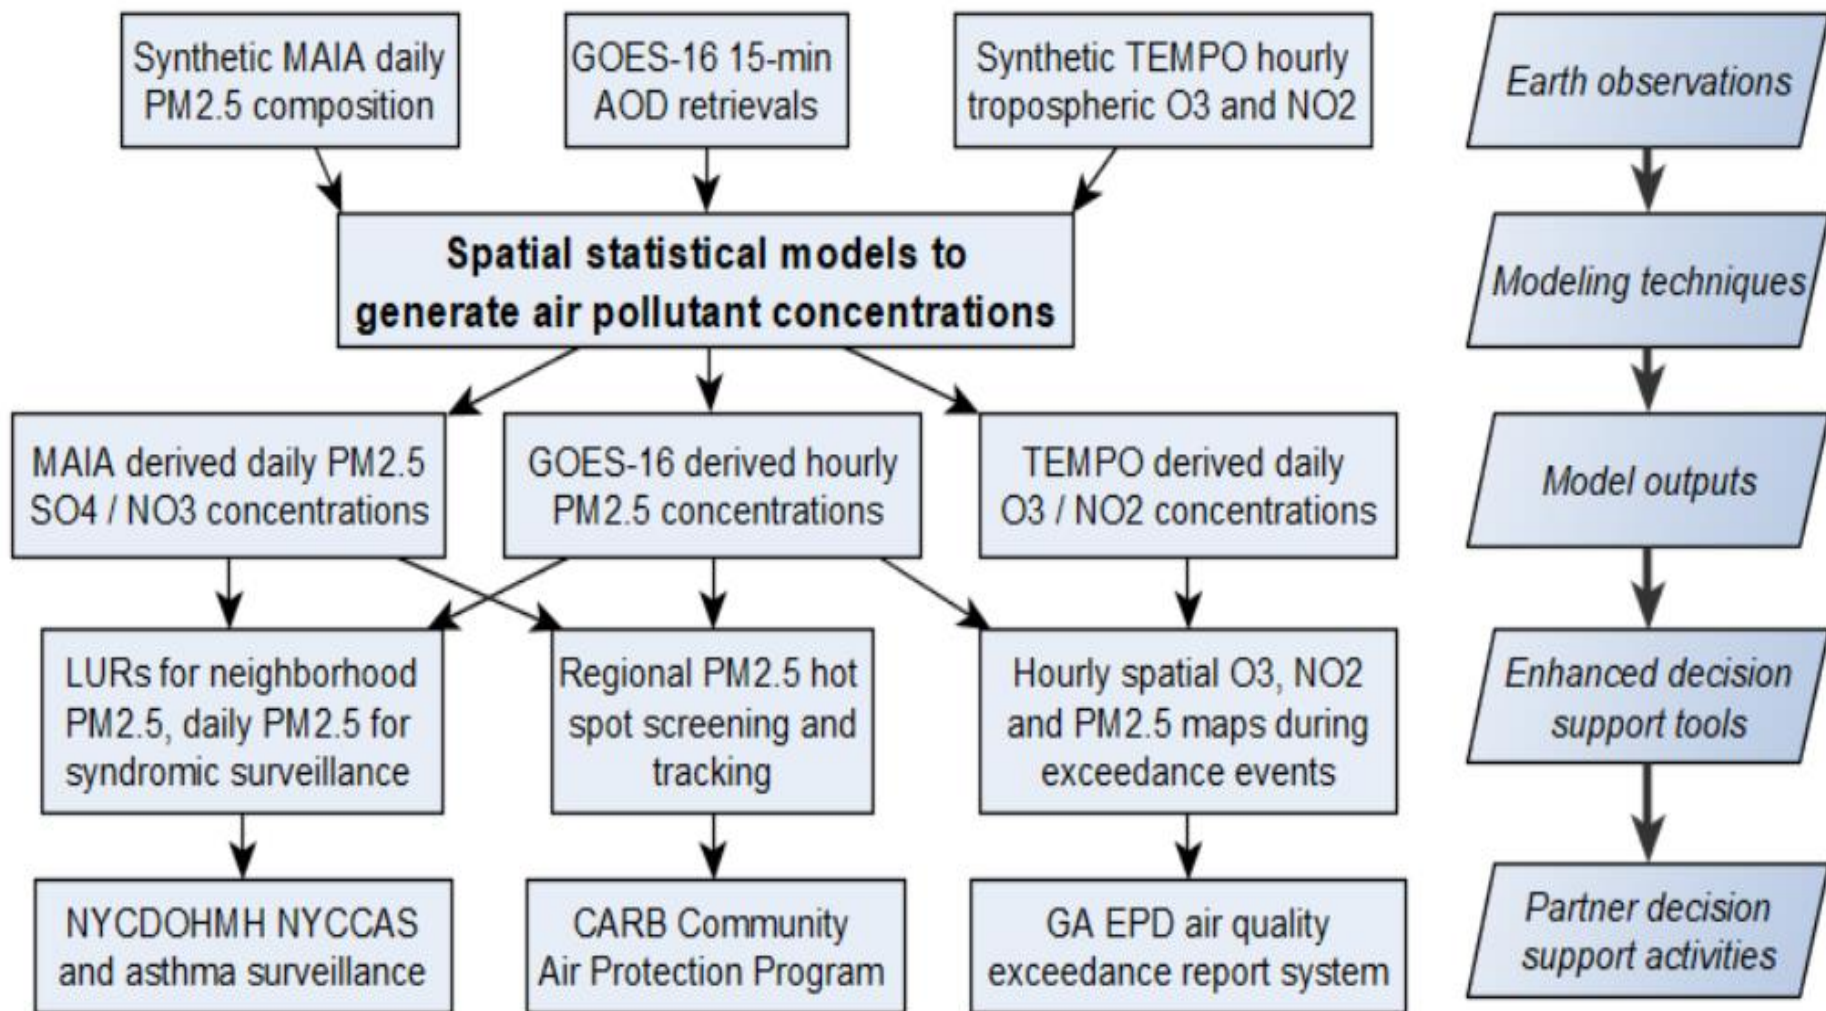 Synthetic MAIA daily
PM2.5 composition
GOES-16 15-min
AOD retrievals
Synthetic TEMPO hourly
tropospheric O3 and NO2
Earth observations
Spatial statistical models to
generate air pollutant concentrations
Modeling techniques
MAIA derived daily PM2.5
SO4 / NO3 concentrations
GOES-16 derived hourly
PM2.5 concentrations
TEMPO derived daily
O3 / NO2 concentrations
Model outputs
LURs for neighborhood
PM2.5, daily PM2.5 for
syndromic surveillance
Regional PM2.5 hot
spot screening and
tracking
Hourly spatial O3, NO2
and PM2.5 maps during
exceedance events
Enhanced decision
support tools
NYCDOHMH NYCCAS
and asthma surveillance
CARB Community
Air Protection Program
GA EPD air quality
exceedance report system
Partner decision
support activities